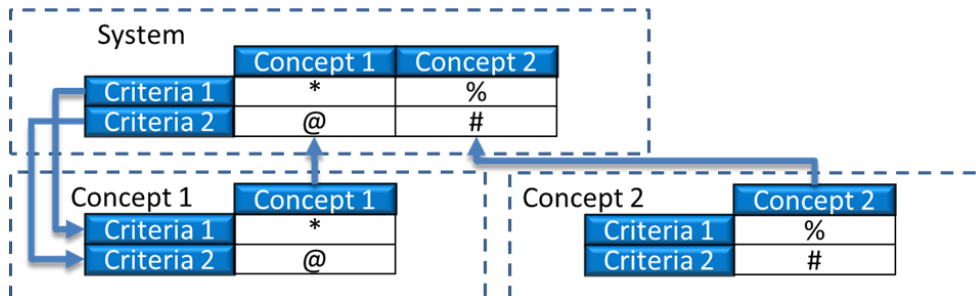 System
Concept 1 Concept 2
Criteria 1 * %
Criteria 2 @ #
Concept 1 Concept 1
Criteria 1 *
Criteria 2 @
Concept 2 Concept 2
Criteria 1 %
Criteria 2 #